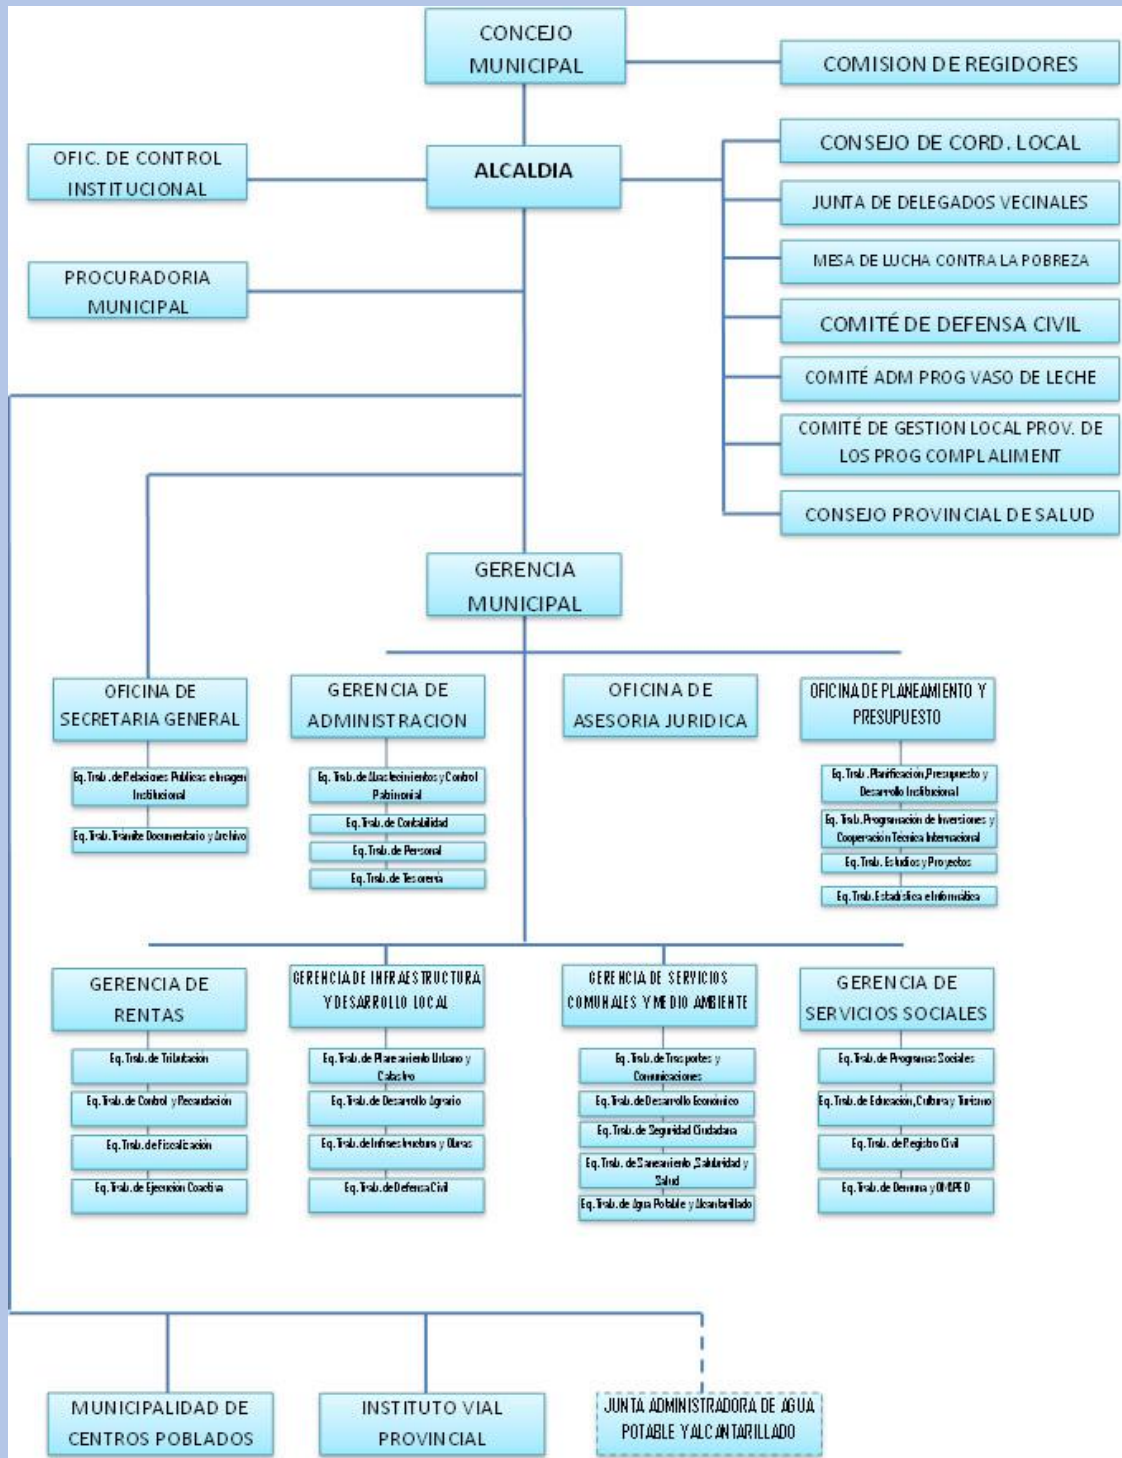 CONCEJO
MUNICIPAL
COMISION DE REGIDORES
OFIC. DE CONTROL
INSTITUCIONAL
ALCALDIA
CONSEJO DE CORD. LOCAL
JUNTA DE DELEGADOS VECINALES
MESA DE LUCHA CONTRA LA POBREZA
COMITÉ DE DEFENSA CIVIL
COMITÉ ADM PROG VASO DE LECHE
COMITÉ DE GESTION LOCAL PROV. DE
LOS PROG COMPL ALIMENT
CONSEJO PROVINCIAL DE SALUD
PROCURADORIA
MUNICIPAL
GERENCIA
MUNICIPAL
OFICINA DE
SECRETARIA GENERAL
Eq. Trab. de Relaciones Publicas e Imagen
Institucional
Eq. Trab. Trámite Documentario y Archivo
GERENCIA DE
ADMINISTRACION
Eq. Trab. de Abastecimientos y Control
Patrimonial
Eq. Trab. de Contabilidad
Eq. Trab. de Personal
Eq. Trab. de Tesorería
OFICINA DE
ASESORIA JURIDICA
OFICINA DE PLANEAMIENTO Y
PRESUPUESTO
Eq. Trab. Planificación, Presupuesto y
Desarrollo Institucional
Eq. Trab. Programación de Inversiones y
Cooperación Técnica Internacional
Eq. Trab. Estudios y Proyectos
Eq. Trab. Estadística e Informática
GERENCIA DE
RENTAS
Eq. Trab. de Tributación
Eq. Trab. de Control y Recaudación
Eq. Trab. de Fiscalización
Eq. Trab. de Ejecución Coactiva
GERENCIA DE INFRAESTRUCTURA
Y DESARROLLO LOCAL
Eq. Trab. de Planeamiento Urbano y
Catastro
Eq. Trab. de Desarrollo Agrario
Eq. Trab. de Infraestructura y Obras
Eq. Trab. de Defensa Civil
GERENCIA DE SERVICIOS
COMUNALES Y MEDIO AMBIENTE
Eq. Trab. de Trasportes y
Comunicaciones
Eq. Trab. de Desarrollo Económico
Eq. Trab. de Seguridad Ciudadana
Eq. Trab. de Saneamiento, Salubridad y
Salud
Eq. Trab. de Agua Potable y Alcantarillado
GERENCIA DE
SERVICIOS SOCIALES
Eq. Trab. de Programas Sociales
Eq. Trab. de Educación, Cultura y Turismo
Eq. Trab. de Registro Civil
Eq. Trab. de Demuna y OMAPED
MUNICIPALIDAD DE
CENTROS POBLADOS
INSTITUTO VIAL
PROVINCIAL
JUNTA ADMINISTRADORA DE AGUA
POTABLE Y ALCANTARILLADO